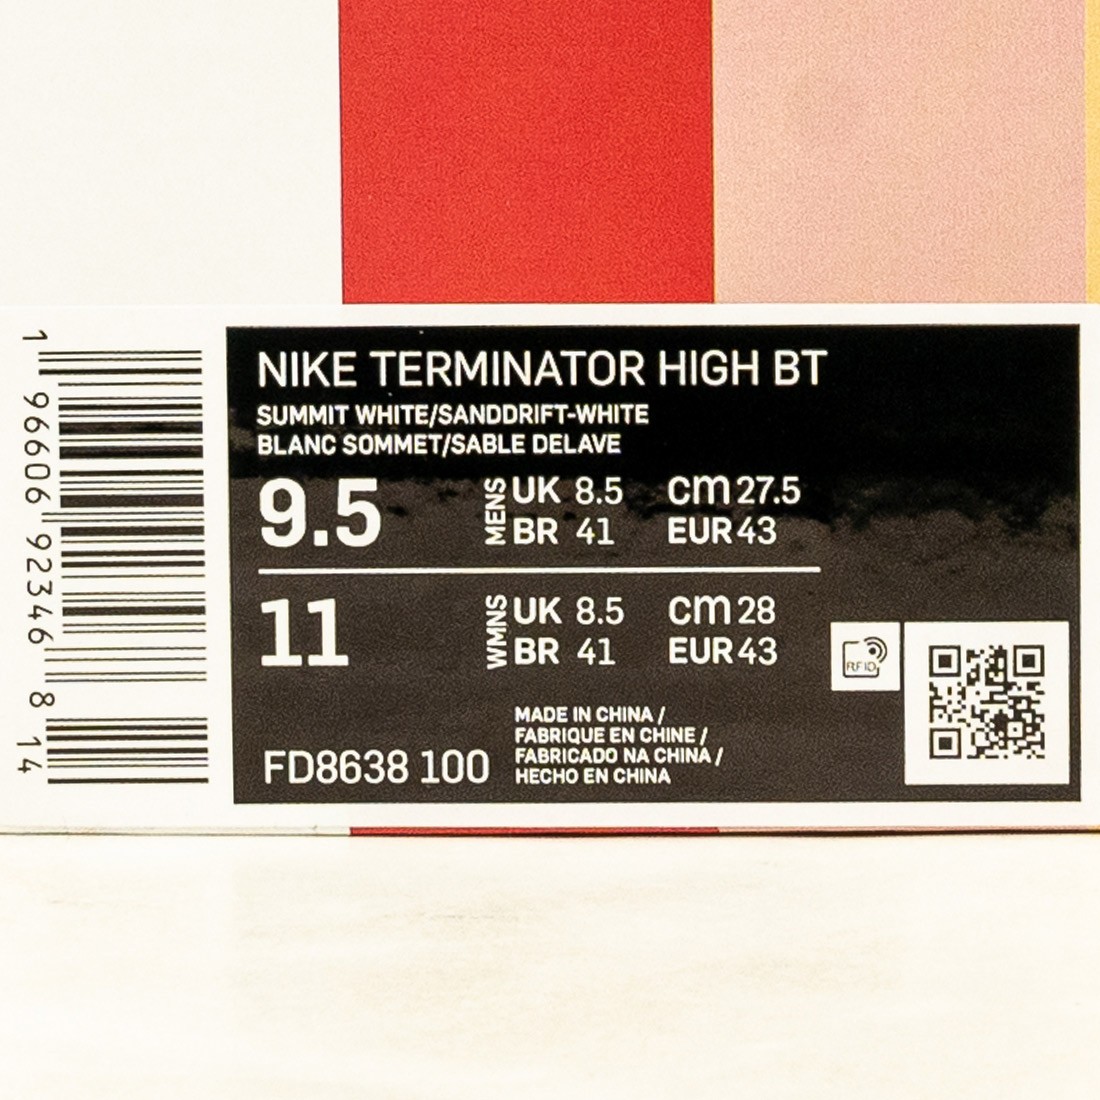 1 96606 92346 8 14
NIKE TERMINATOR HIGH BT
SUMMIT WHITE/SANDDRIFT-WHITE
BLANC SOMMET/SABLE DELAVE
9.5 MENS UK 8.5 CM 27.5
BR 41 EUR 43
11 WMNS UK 8.5 CM 28
BR 41 EUR 43
RFID
FD8638 100
MADE IN CHINA /
FABRIQUE EN CHINE /
FABRICADO NA CHINA /
HECHO EN CHINA